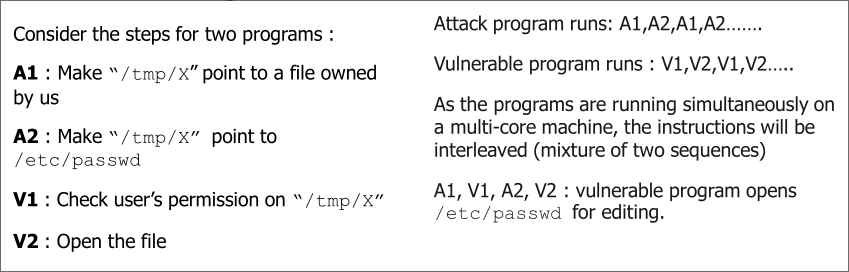 Consider the steps for two programs :
A1 : Make “/tmp/X” point to a file owned
by us
A2 : Make “/tmp/X” point to
/etc/passwd
V1 : Check user’s permission on “/tmp/X”
V2 : Open the file
Attack program runs: A1,A2,A1,A2…….
Vulnerable program runs : V1,V2,V1,V2…..
As the programs are running simultaneously on
a multi-core machine, the instructions will be
interleaved (mixture of two sequences)
A1, V1, A2, V2 : vulnerable program opens
/etc/passwd for editing.